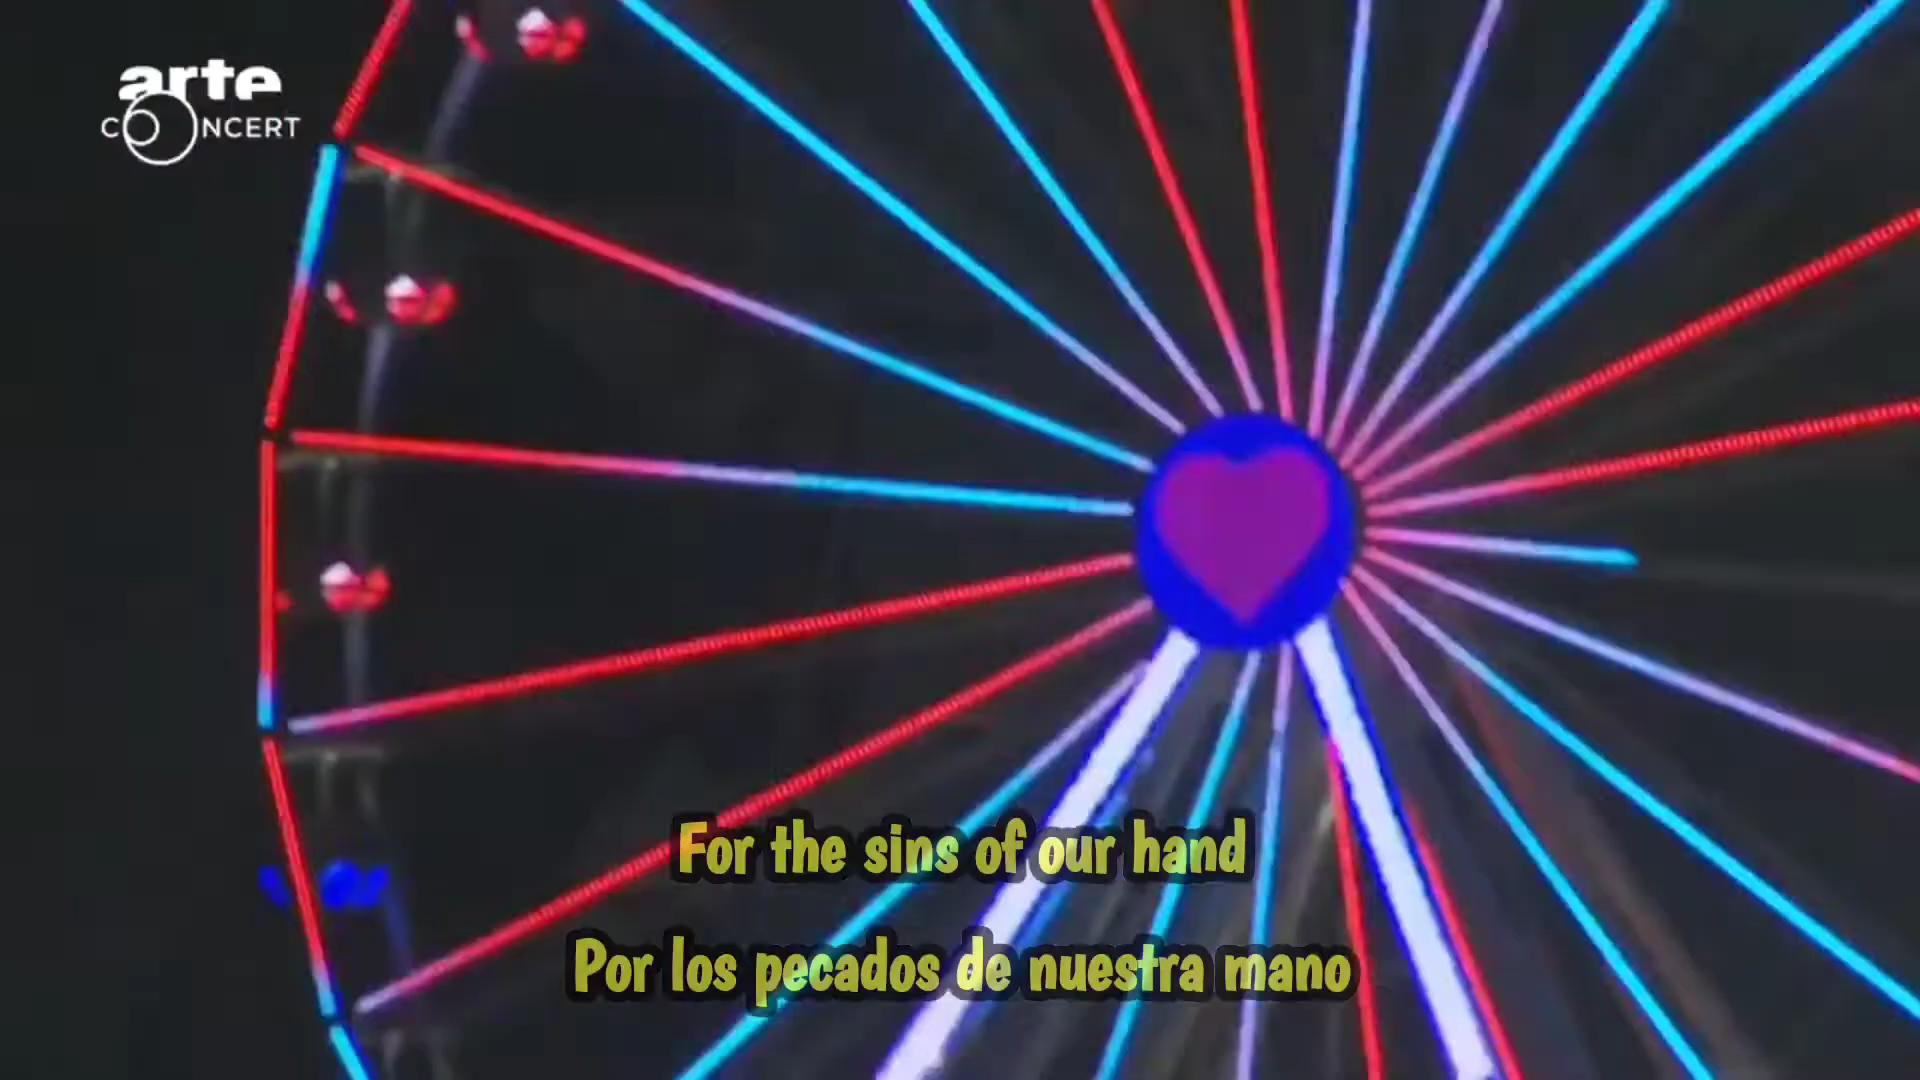 arte
CONCERT
For the sins of our hand
Por los pecados de nuestra mano